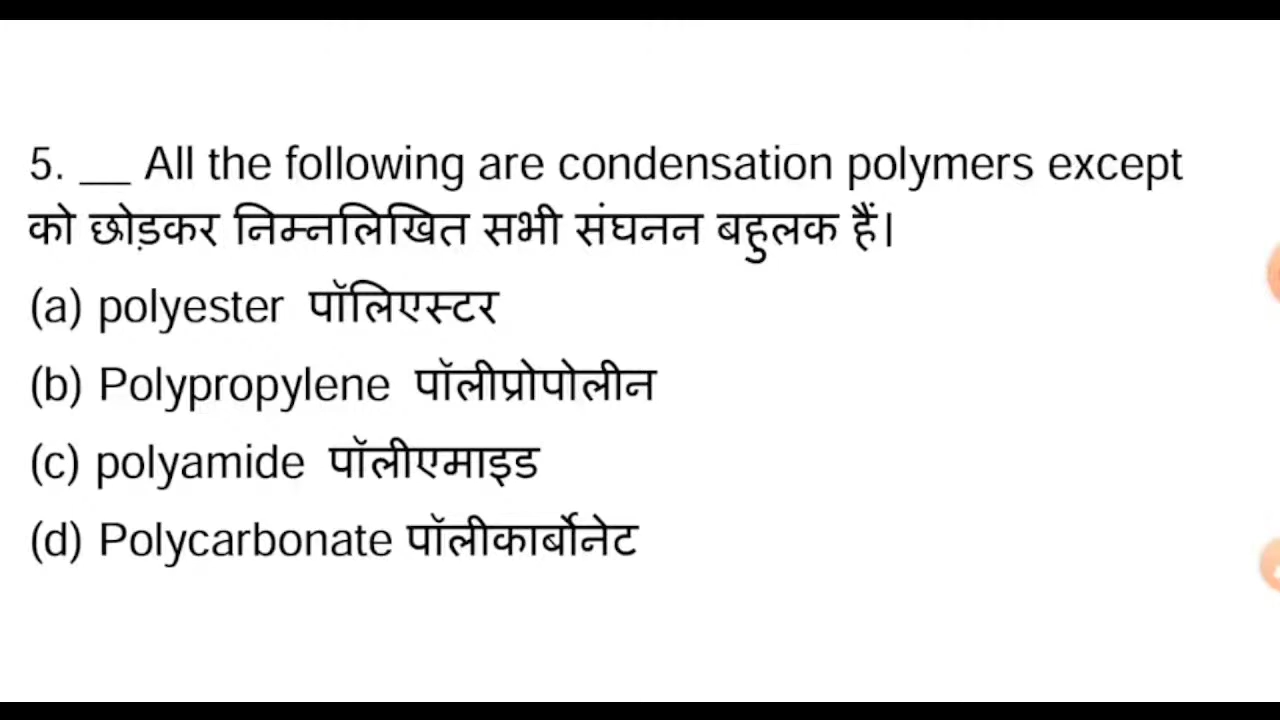 5. __ All the following are condensation polymers except
को छोड़कर निम्नलिखित सभी संघनन बहुलक हैं।
(a) polyester पॉलिएस्टर
(b) Polypropylene पॉलीप्रोपोलीन
(c) polyamide पॉलीएमाइड
(d) Polycarbonate पॉलीकार्बोनेट